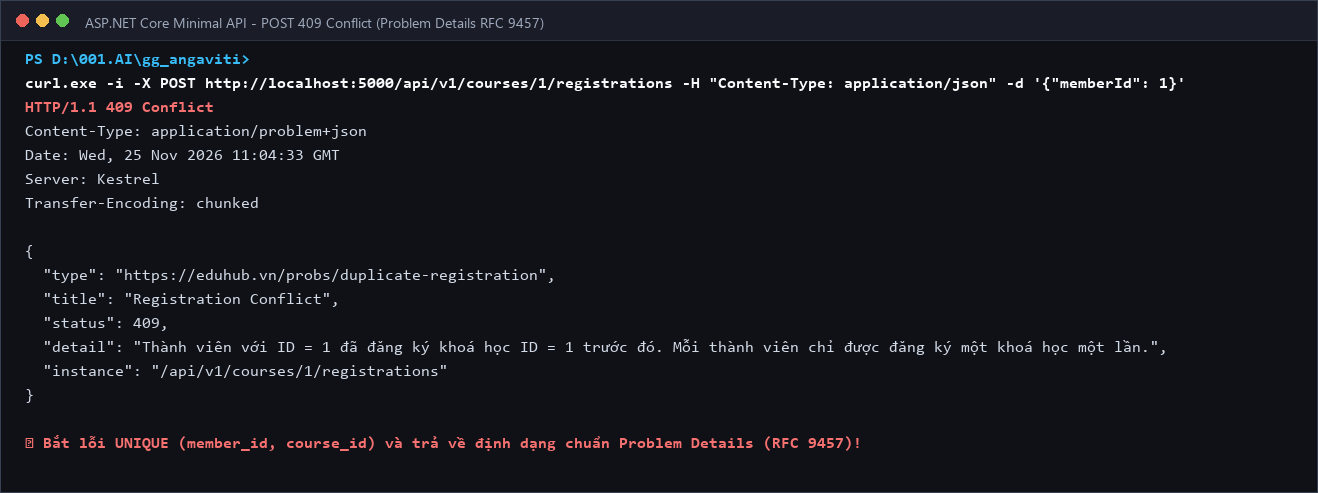 ASP.NET Core Minimal API - POST 409 Conflict (Problem Details RFC 9457)
PS D:\001.AI\gg_angaviti>
curl.exe -i -X POST http://localhost:5000/api/v1/courses/1/registrations -H "Content-Type: application/json" -d '{"memberId": 1}'
HTTP/1.1 409 Conflict
Content-Type: application/problem+json
Date: Wed, 25 Nov 2026 11:04:33 GMT
Server: Kestrel
Transfer-Encoding: chunked
{
  "type": "https://eduhub.vn/probs/duplicate-registration",
  "title": "Registration Conflict",
  "status": 409,
  "detail": "Thành viên với ID = 1 đã đăng ký khoá học ID = 1 trước đó. Mỗi thành viên chỉ được đăng ký một khoá học một lần.",
  "instance": "/api/v1/courses/1/registrations"
}
Bắt lỗi UNIQUE (member_id, course_id) và trả về định dạng chuẩn Problem Details (RFC 9457)!